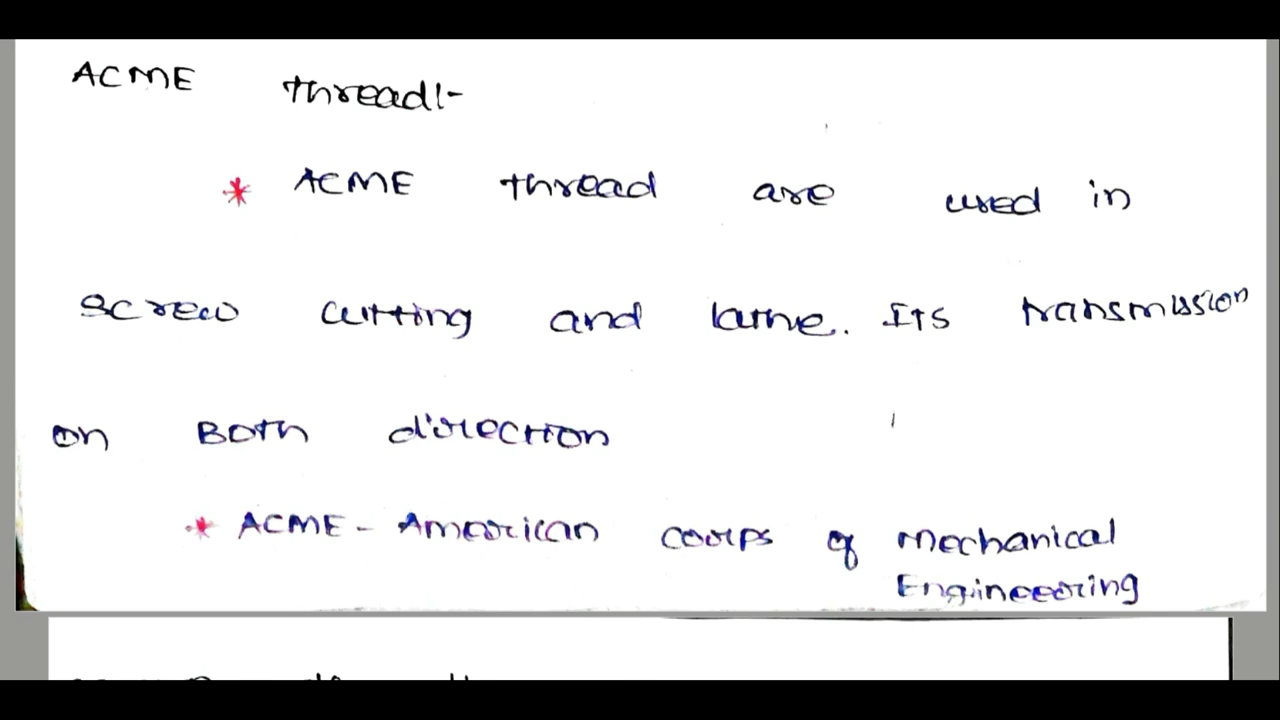 ACME thread:-
* ACME thread are used in
screw cutting and lathe. Its transmission
on Both direction
* ACME - American corps of Mechanical
Engineering